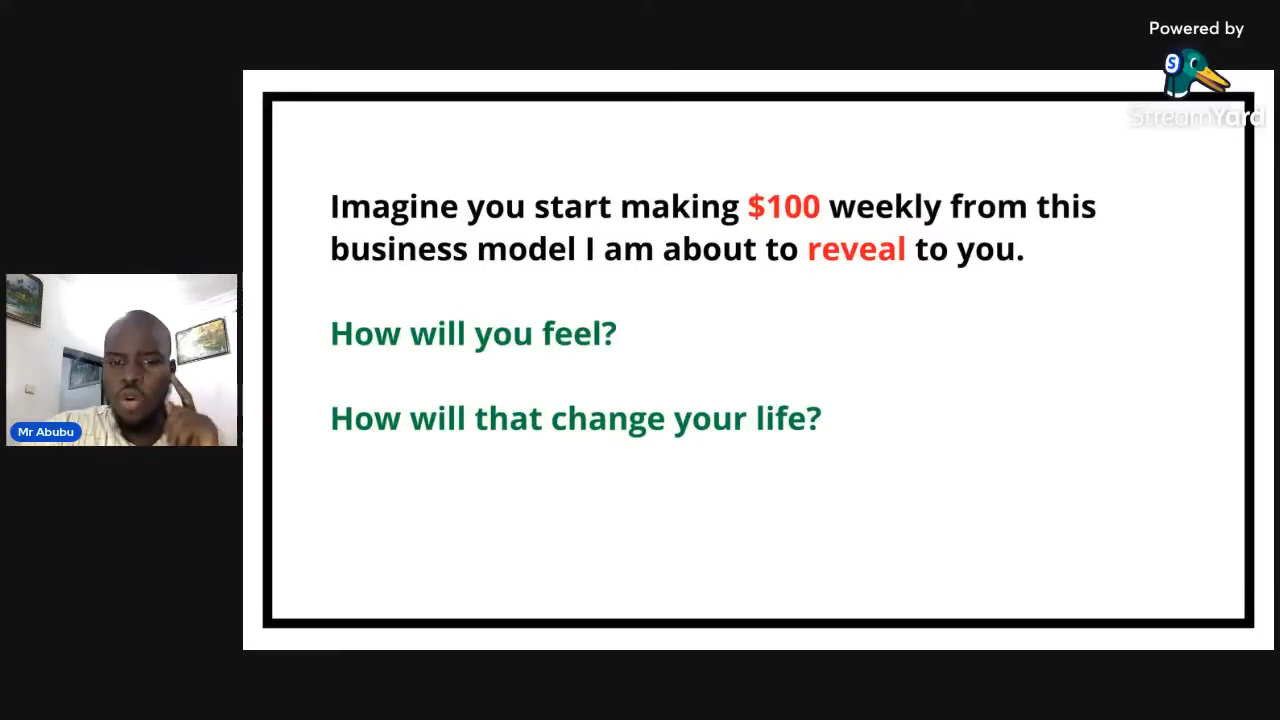 Powered by
StreamYard
Imagine you start making $100 weekly from this
business model I am about to reveal to you.
How will you feel?
How will that change your life?
Mr Abubu